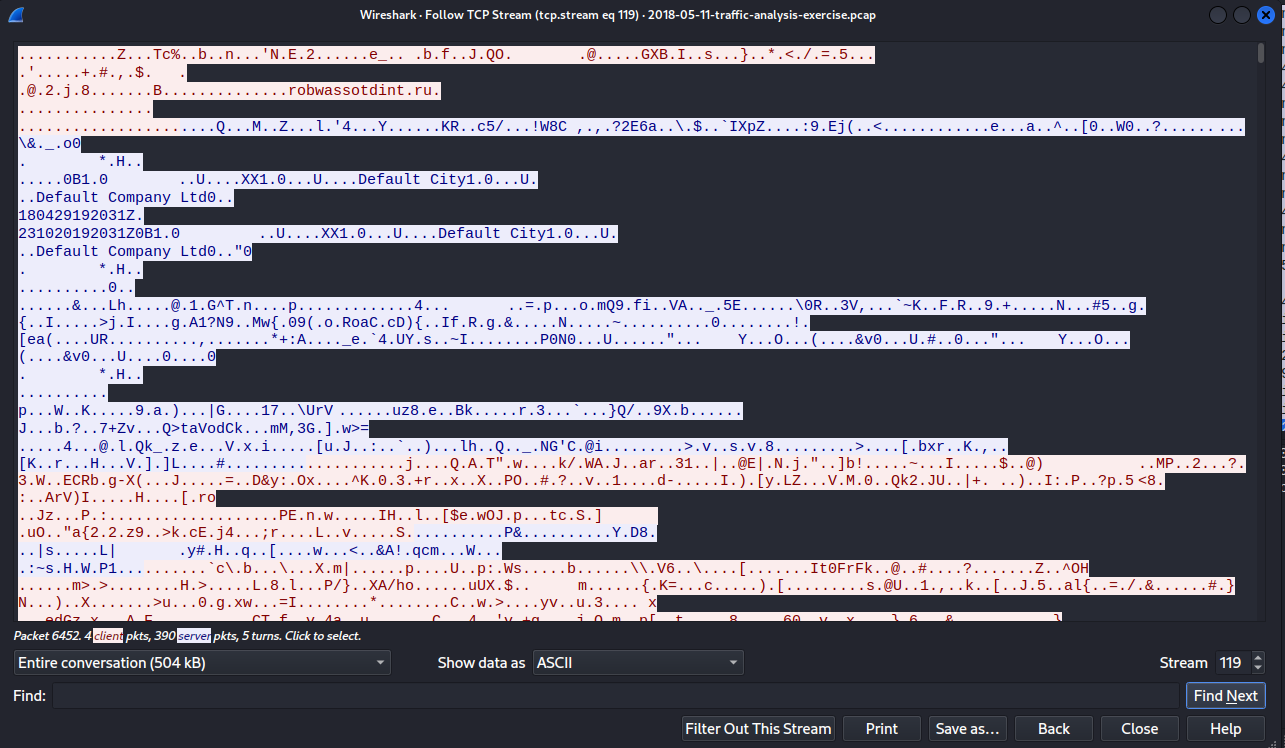 Wireshark · Follow TCP Stream (tcp.stream eq 119) · 2018-05-11-traffic-analysis-exercise.pcap
...........Z...Tc%..b..n...'N.E.2......e_.. .b.f..J.QO. .@.....GXB.I..s...}..*.<./.=.5...
.'.....+.#.,.$. .
.@.2.j.8.......B..............robwassotdint.ru.
...............
......................Q...M..Z...l.'4...Y......KR..c5/...!W8C ,.,.?2E6a..\.$..`IXpZ....:9.Ej(..<............e...a..^..[0..W0..?.........
\&._.o0
. *.H..
.....0B1.0 ..U....XX1.0...U....Default City1.0...U.
..Default Company Ltd0..
180429192031Z.
231020192031Z0B1.0 ..U....XX1.0...U....Default City1.0...U.
..Default Company Ltd0.."0
. *.H..
..........0..
......&...Lh.....@.1.G^T.n....p.............4... ..=.p...o.mQ9.fi..VA.._.5E......\0R..3V,...`~K..F.R..9.+.....N...#5..g.
{..I.....>j.I....g.A1?N9..Mw{.09(.o.RoaC.cD){..If.R.g.&.....N.....~..........0........!.
[ea(....UR..........,.......*+:A...._e.`4.UY.s..~I........P0N0...U......"... Y...O...(....&v0...U.#..0..."... Y...O...
(....&v0...U....0....0
. *.H..
..........
p...W..K.....9.a.)...|G....17..\UrV ......uz8.e..Bk.....r.3...`...}Q/..9X.b......
J...b.?..7+Zv...Q>taVodCk...mM,3G.].w>=
.....4...@.l.Qk_.z.e...V.x.i.....[u.J..:..` ..)...lh..Q.._.NG'C.@i.........>.v..s.v.8.........>....[.bxr..K.,..
[K..r...H...V.].]L....#....................j....Q.A.T".w....k/.WA.J..ar..31..|..@E|.N.j."..]b!.....~...I.....$..@) ..MP..2...?.
3.W..ECRb.g-X(...J.....=..D&y:.Ox....^K.0.3.+r..x..X..PO..#.?..v..1....d-.....I.).[y.LZ...V.M.0..Qk2.JU..|+. ..)..I:.P..?p.5<8.
:..ArV)I.....H....[.ro
..Jz...P.:...................PE.n.w.....IH..l..[$e.wOJ.p...tc.S.]
.uO.."a{2.2.z9..>k.cE.j4...;r....L..v.....S...........P&..........Y.D8.
..|s.....L| .y#.H..q..[....w...<..&A!.qcm...W...
.:~s.H.W.P1..........`c\.b...\...X.m|......p....U..p:.Ws.....b......\\.V6..\....[.......It0FrFk..@..#....?.......Z..^OH
......m>.>........H.>.....L.8.l...P/}..XA/ho......uUX.$.. m......{.K=...c.....).[.........s.@U..1.,..k..[..J.5..al{..=./.&......#.}
N...)..X.......>u...0.g.xw...=I........*........C..w.>....yv..u.3.... x
Packet 6452. 4 client pkts, 390 server pkts, 5 turns. Click to select.
Entire conversation (504 kB) Show data as ASCII Stream 119
Find: Find Next
Filter Out This Stream Print Save as… Back Close Help